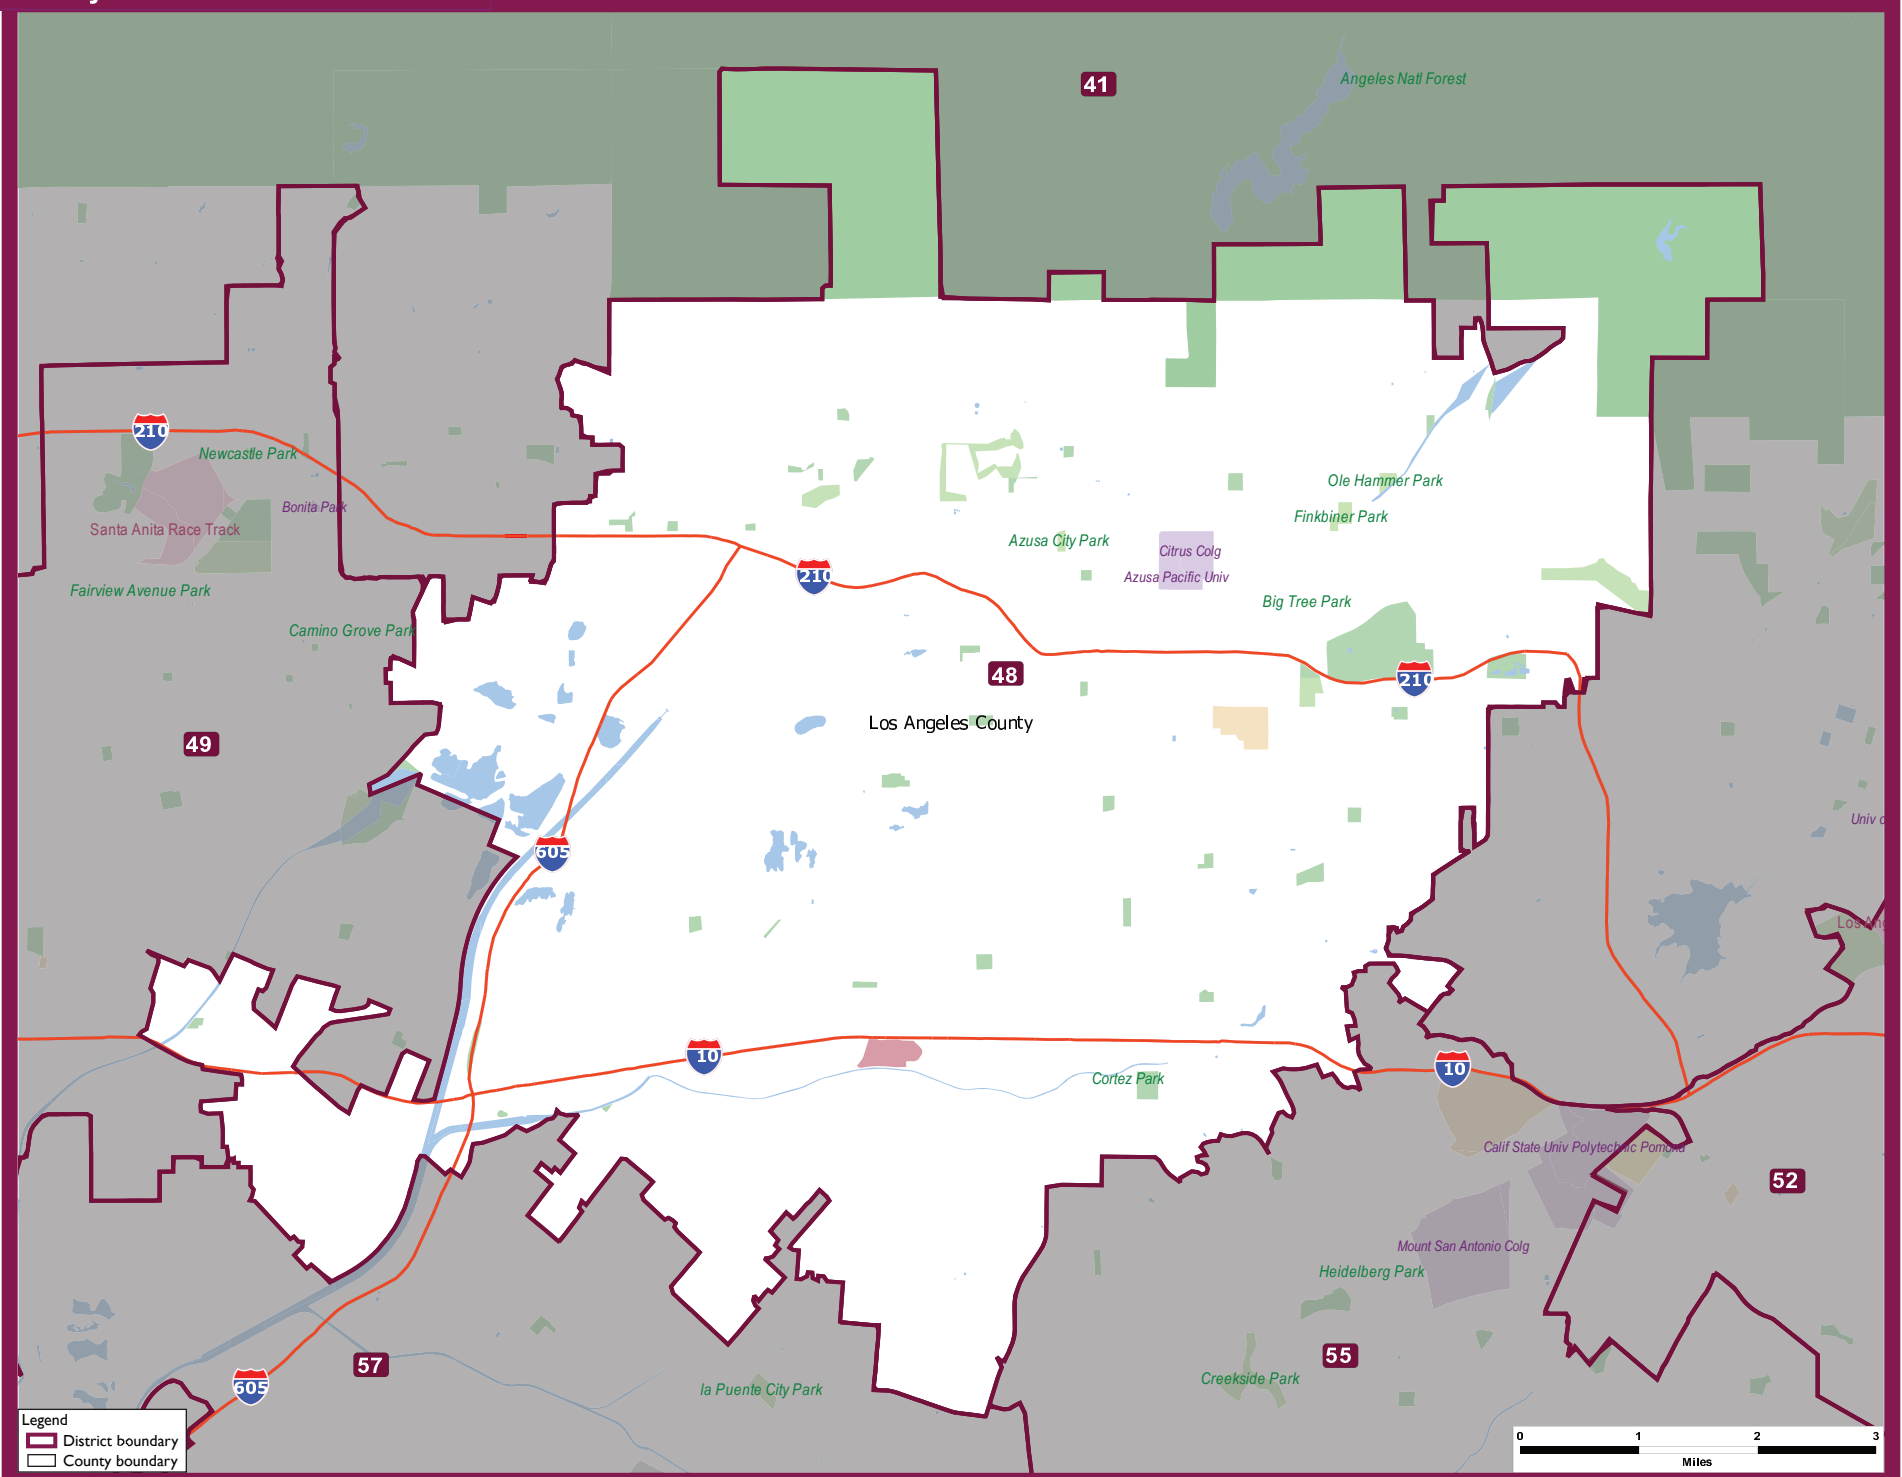 41
Angeles Natl Forest
210
Newcastle Park
Bonita Park
Santa Anita Race Track
Fairview Avenue Park
Camino Grove Park
Ole Hammer Park
Finkbiner Park
Azusa City Park
Citrus Colg
Azusa Pacific Univ
210
Big Tree Park
48
210
Los Angeles County
49
Univ
605
Los Ang
10
10
Cortez Park
Calif State Univ Polytechnic Pomona
52
Mount San Antonio Colg
Heidelberg Park
55
57
605
la Puente City Park
Creekside Park
Legend
District boundary
County boundary
0 1 2 3
Miles